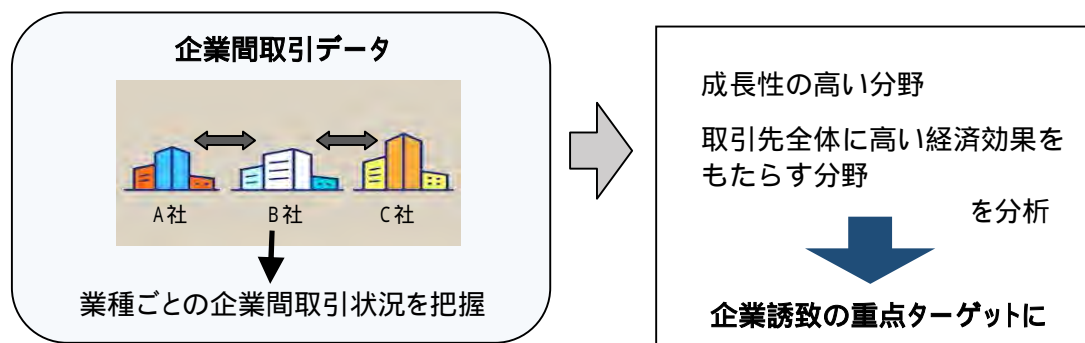 企業間取引データ
A社
B社
C社
業種ごとの企業間取引状況を把握
成長性の高い分野
取引先全体に高い経済効果を
もたらす分野
を分析
企業誘致の重点ターゲットに